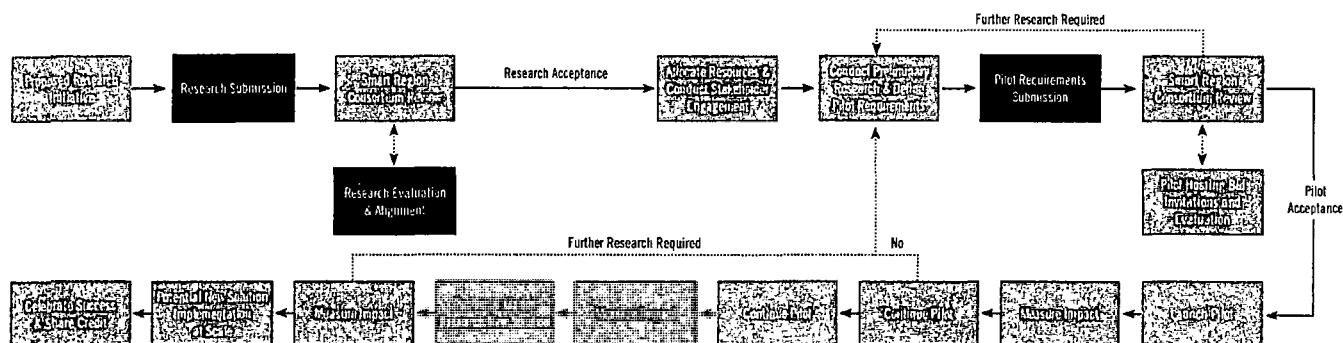 Further Research Required
Proposed Research
Initiative
Research Submission
Smart Region
Consortium Review
Research Acceptance
Allocate Resources &
Conduct Stakeholder
Engagement
Conduct Preliminary
Research & Define
Pilot Requirements
Pilot Requirements
Submission
Smart Region
Consortium Review
Research Evaluation
& Alignment
Pilot Hosting Bid
Invitations and
Evaluation
Pilot
Acceptance
Further Research Required
No
Celebrate Success
& Share Credit
Potential New Solution
Implementation
at Scale
Measure Impact
Continue Pilot
Continue Pilot
Measure Impact
Launch Pilot